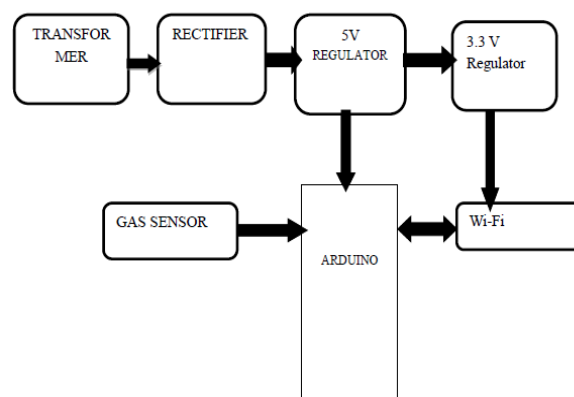 TRANSFOR
MER
RECTIFIER
5V
REGULATOR
3.3 V
Regulator
GAS SENSOR
ARDUINO
Wi-Fi